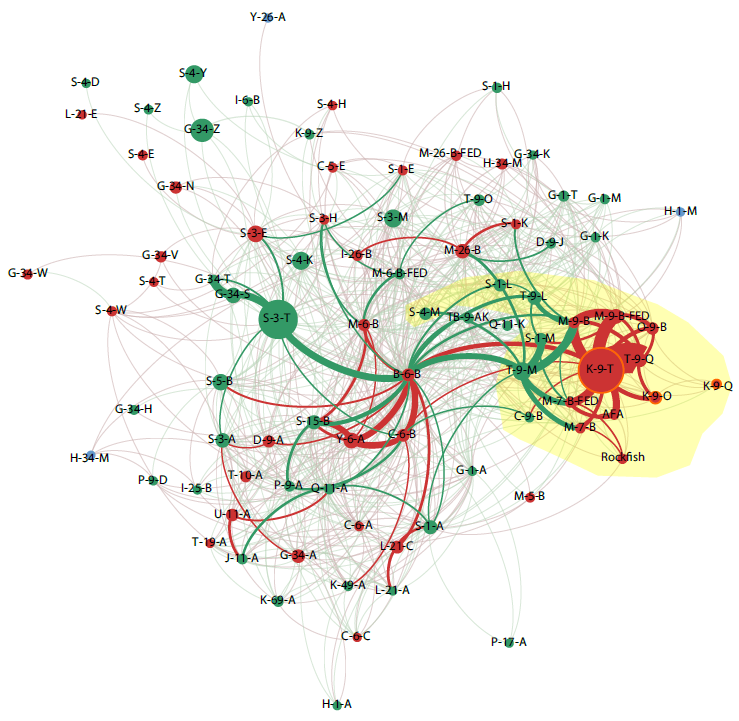 Y-26-A
S-4-Y
S-4-D
S-1-H
I-6-B
S-4-H
S-4-Z
L-21-E
G-34-Z
K-9-Z
S-4-E
M-26-B-FED
G-34-K
H-34-M
C-5-E
S-1-E
G-34-N
T-9-O
G-1-T
G-1-M
H-1-M
S-3-H
S-3-M
S-1-K
S-3-E
G-1-K
D-9-J
M-26-B
I-26-B
G-34-V
S-4-K
G-34-W
M-6-B-FED
G-34-T
S-4-T
S-1-L
G-34-S
T-9-L
S-4-W
S-4-M
TB-9-AK
M-9-B-FED
S-3-T
M-9-B
M-6-B
Q-11-K
O-9-B
S-1-M
T-9-Q
K-9-T
T-9-M
B-6-B
S-5-B
K-9-Q
K-9-O
M-7-B-FED
G-34-H
AFA
C-9-B
S-15-B
M-7-B
C-6-B
S-3-A
D-9-A
Y-6-A
H-34-M
Rockfish
G-1-A
T-10-A
P-9-D
P-9-A
Q-11-A
I-25-B
M-5-B
U-11-A
C-6-A
S-1-A
T-19-A
L-21-C
J-11-A
G-34-A
K-49-A
L-21-A
K-69-A
C-6-C
P-17-A
H-1-A